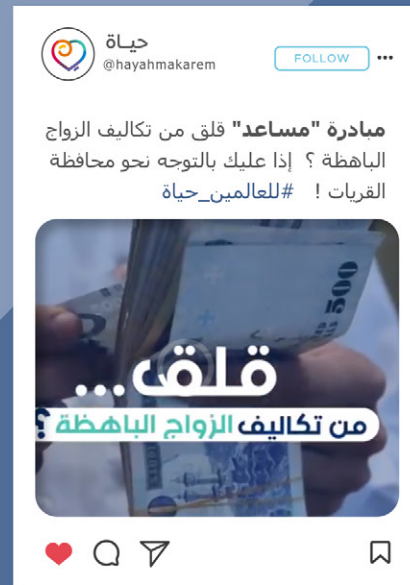 حيـاة
@hayahmakarem
FOLLOW
مبادرة "مساعد" قلق من تكاليف الزواج
الباهظة ؟ إذا عليك بالتوجه نحو محافظة
القريات ! #للعالمين_حياة
500
قلق...
من تكاليف الزواج الباهظة ؟